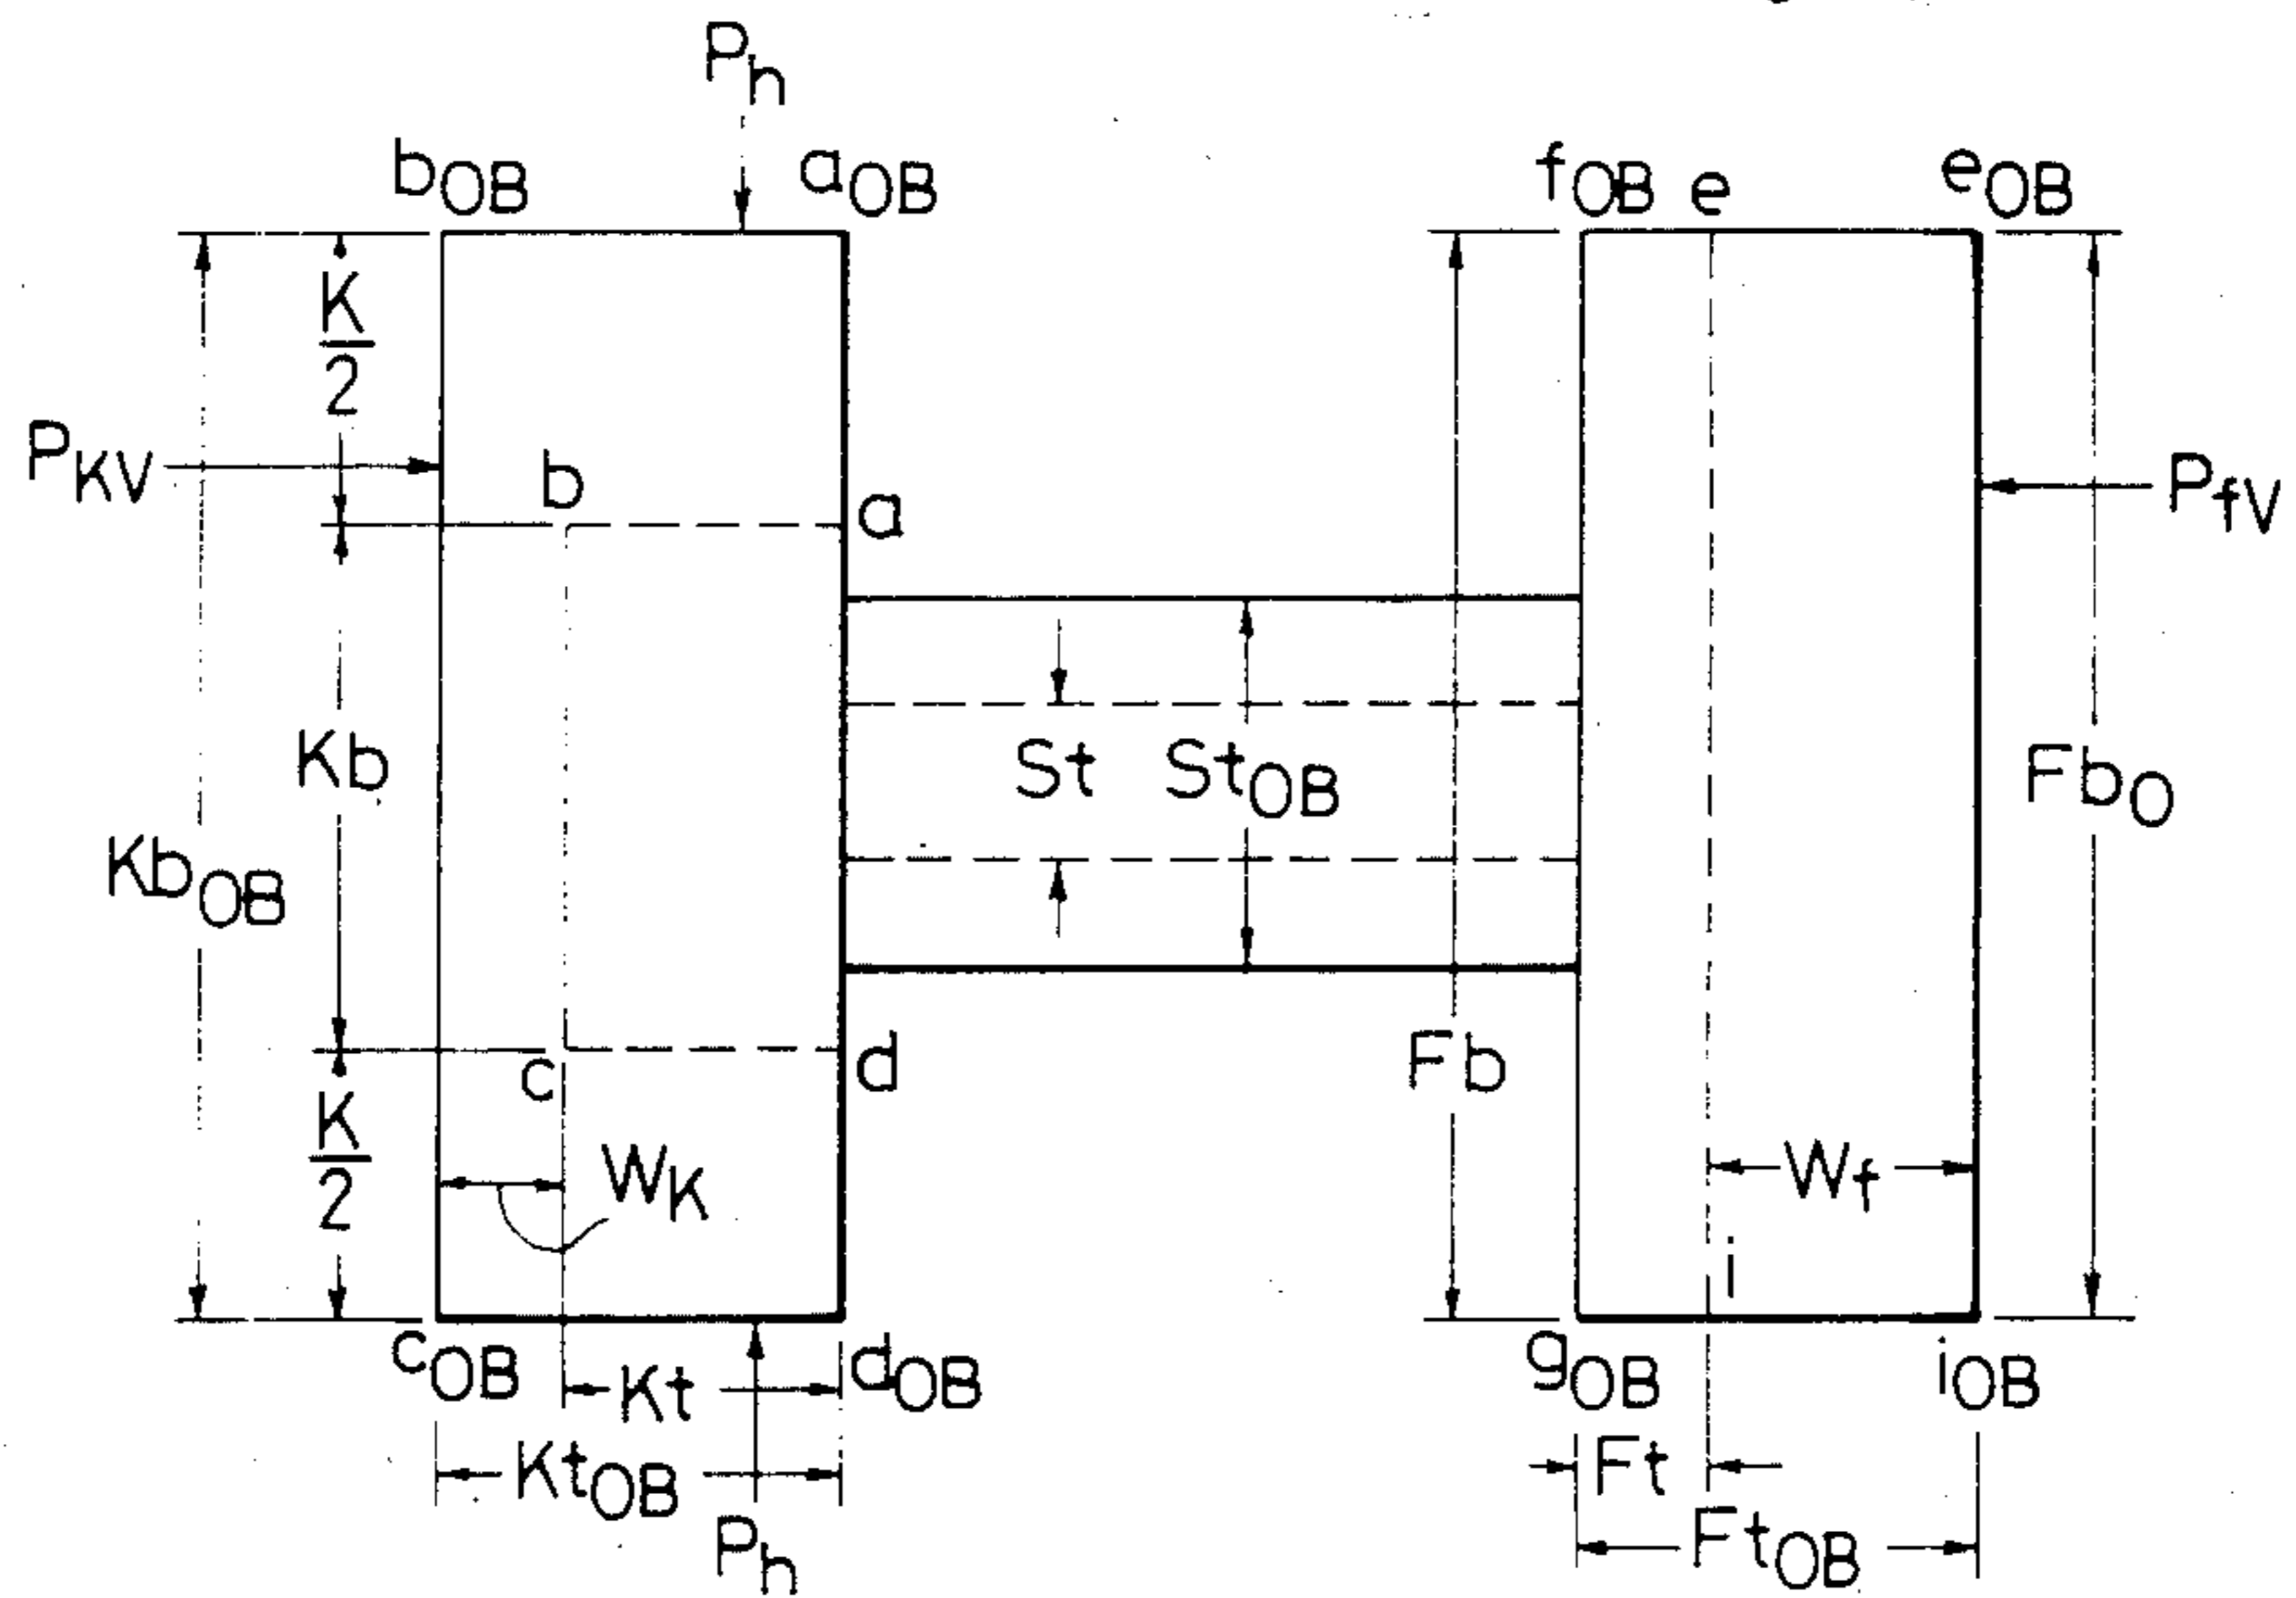 Ph
bOB aOB fOB e eOB
K/2
PKV b a PfV
Kb St StOB FbO
KbOB
c d Fb
K/2 WK Wf
i
cOB Kt dOB gOB iOB
KtOB Ft
Ph FtOB